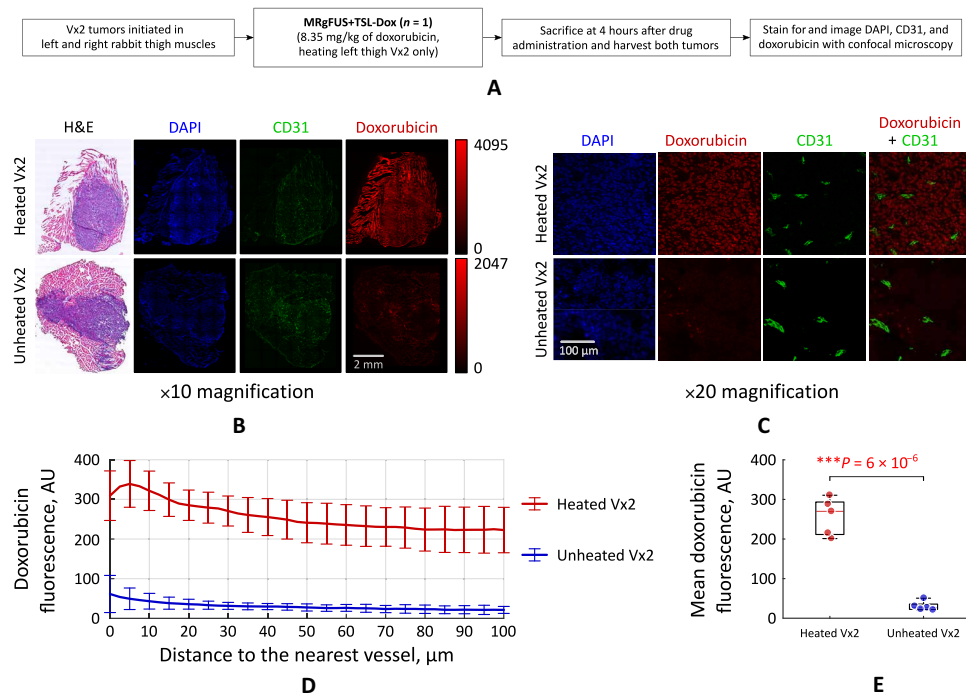 Vx2 tumors initiated in
left and right rabbit thigh muscles
MRgFUS+TSL-Dox (n = 1)
(8.35 mg/kg of doxorubicin,
heating left thigh Vx2 only)
Sacrifice at 4 hours after drug
administration and harvest both tumors
Stain for and image DAPI, CD31, and
doxorubicin with confocal microscopy
A
H&E
DAPI
CD31
Doxorubicin
Heated Vx2
4095
0
Unheated Vx2
2047
0
2 mm
×10 magnification
B
DAPI
Doxorubicin
CD31
Doxorubicin
+ CD31
Heated Vx2
Unheated Vx2
100 µm
×20 magnification
C
Doxorubicin
fluorescence, AU
400
300
200
100
0
0 10 20 30 40 50 60 70 80 90 100
Distance to the nearest vessel, µm
Heated Vx2
Unheated Vx2
D
Mean doxorubicin
fluorescence, AU
400
300
200
100
0
***P = 6 × 10⁻⁶
Heated Vx2
Unheated Vx2
E